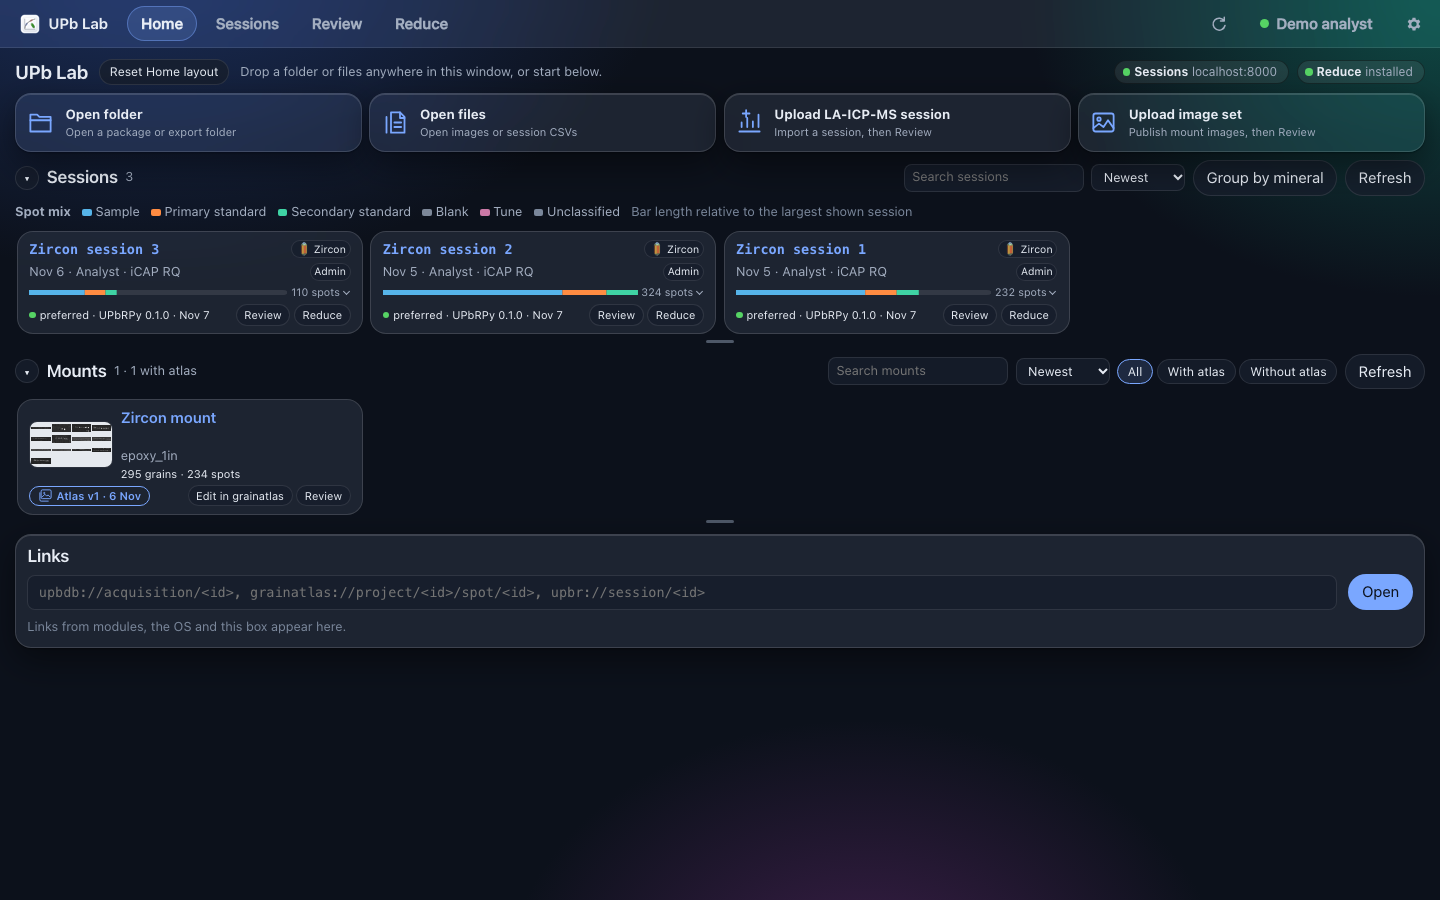 UPb Lab Home Sessions Review Reduce Demo analyst
UPb Lab Reset Home layout Drop a folder or files anywhere in this window, or start below. Sessions localhost:8000 Reduce installed
Open folder
Open a package or export folder
Open files
Open images or session CSVs
Upload LA-ICP-MS session
Import a session, then Review
Upload image set
Publish mount images, then Review
Sessions 3 Search sessions Newest Group by mineral Refresh
Spot mix Sample Primary standard Secondary standard Blank Tune Unclassified Bar length relative to the largest shown session
Zircon session 3 Zircon
Nov 6 · Analyst · iCAP RQ Admin
110 spots
preferred · UPbRPy 0.1.0 · Nov 7 Review Reduce
Zircon session 2 Zircon
Nov 5 · Analyst · iCAP RQ Admin
324 spots
preferred · UPbRPy 0.1.0 · Nov 7 Review Reduce
Zircon session 1 Zircon
Nov 5 · Analyst · iCAP RQ Admin
232 spots
preferred · UPbRPy 0.1.0 · Nov 7 Review Reduce
Mounts 1 · 1 with atlas Search mounts Newest All With atlas Without atlas Refresh
Zircon mount
epoxy_1in
295 grains · 234 spots
Atlas v1 · 6 Nov Edit in grainatlas Review
Links
upbdb://acquisition/<id>, grainatlas://project/<id>/spot/<id>, upbr://session/<id> Open
Links from modules, the OS and this box appear here.